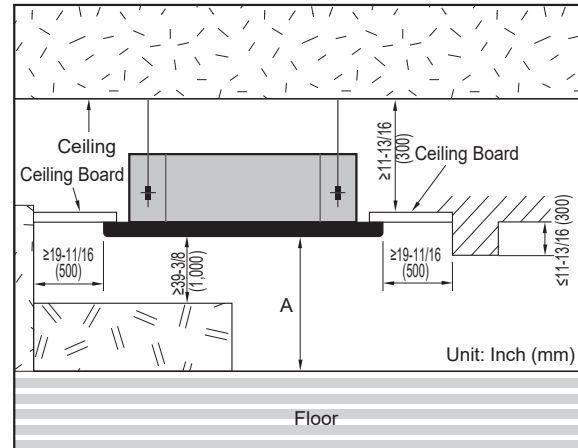 Ceiling
Ceiling Board
≥11-13/16
(300)
Ceiling Board
≥19-11/16
(500)
≥39-3/8
(1,000)
A
≥19-11/16
(500)
≤11-13/16 (300)
Unit: Inch (mm)
Floor